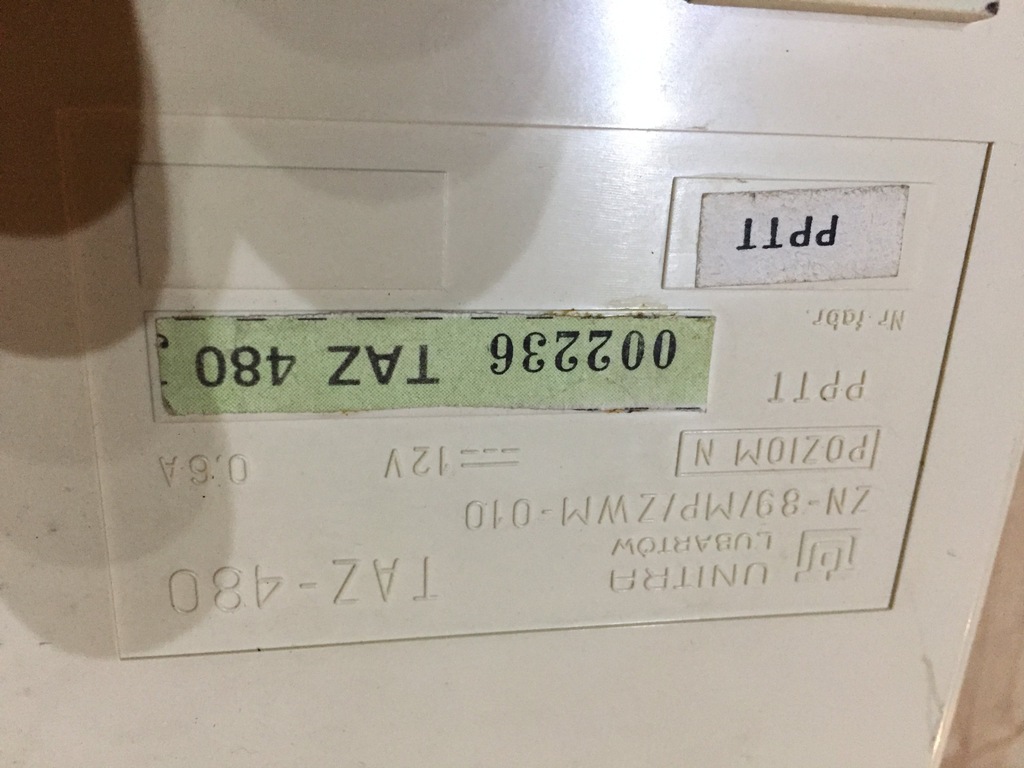 UNITRA TAZ-480
LUBARTÓW
ZN-89/MP/ZWM-010
POZIOM N 12V 0,6A
PPTT
002236 TAZ 480
Nr fabr.
PPTT